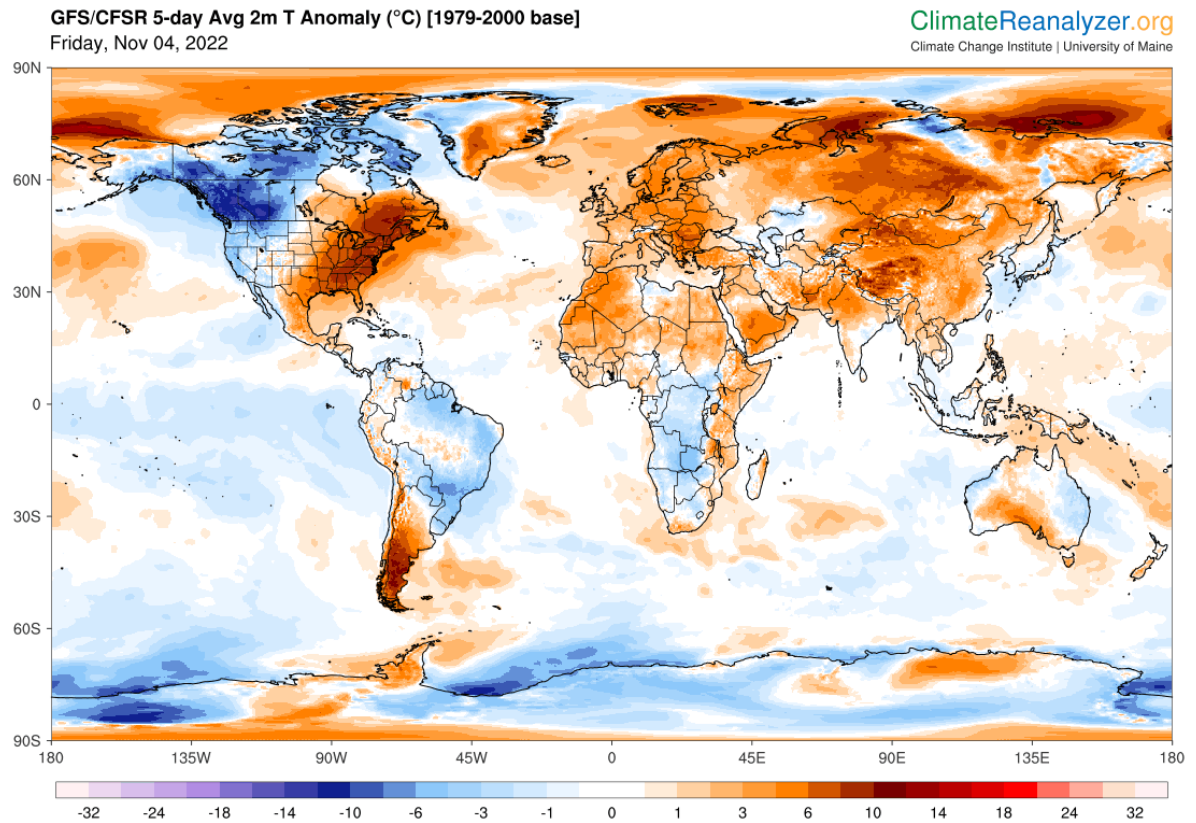 GFS/CFSR 5-day Avg 2m T Anomaly (°C) [1979-2000 base]
Friday, Nov 04, 2022
ClimateReanalyzer.org
Climate Change Institute | University of Maine
90N
60N
30N
0
30S
60S
90S
180 135W 90W 45W 0 45E 90E 135E 180
-32 -24 -18 -14 -10 -6 -3 -1 0 1 3 6 10 14 18 24 32